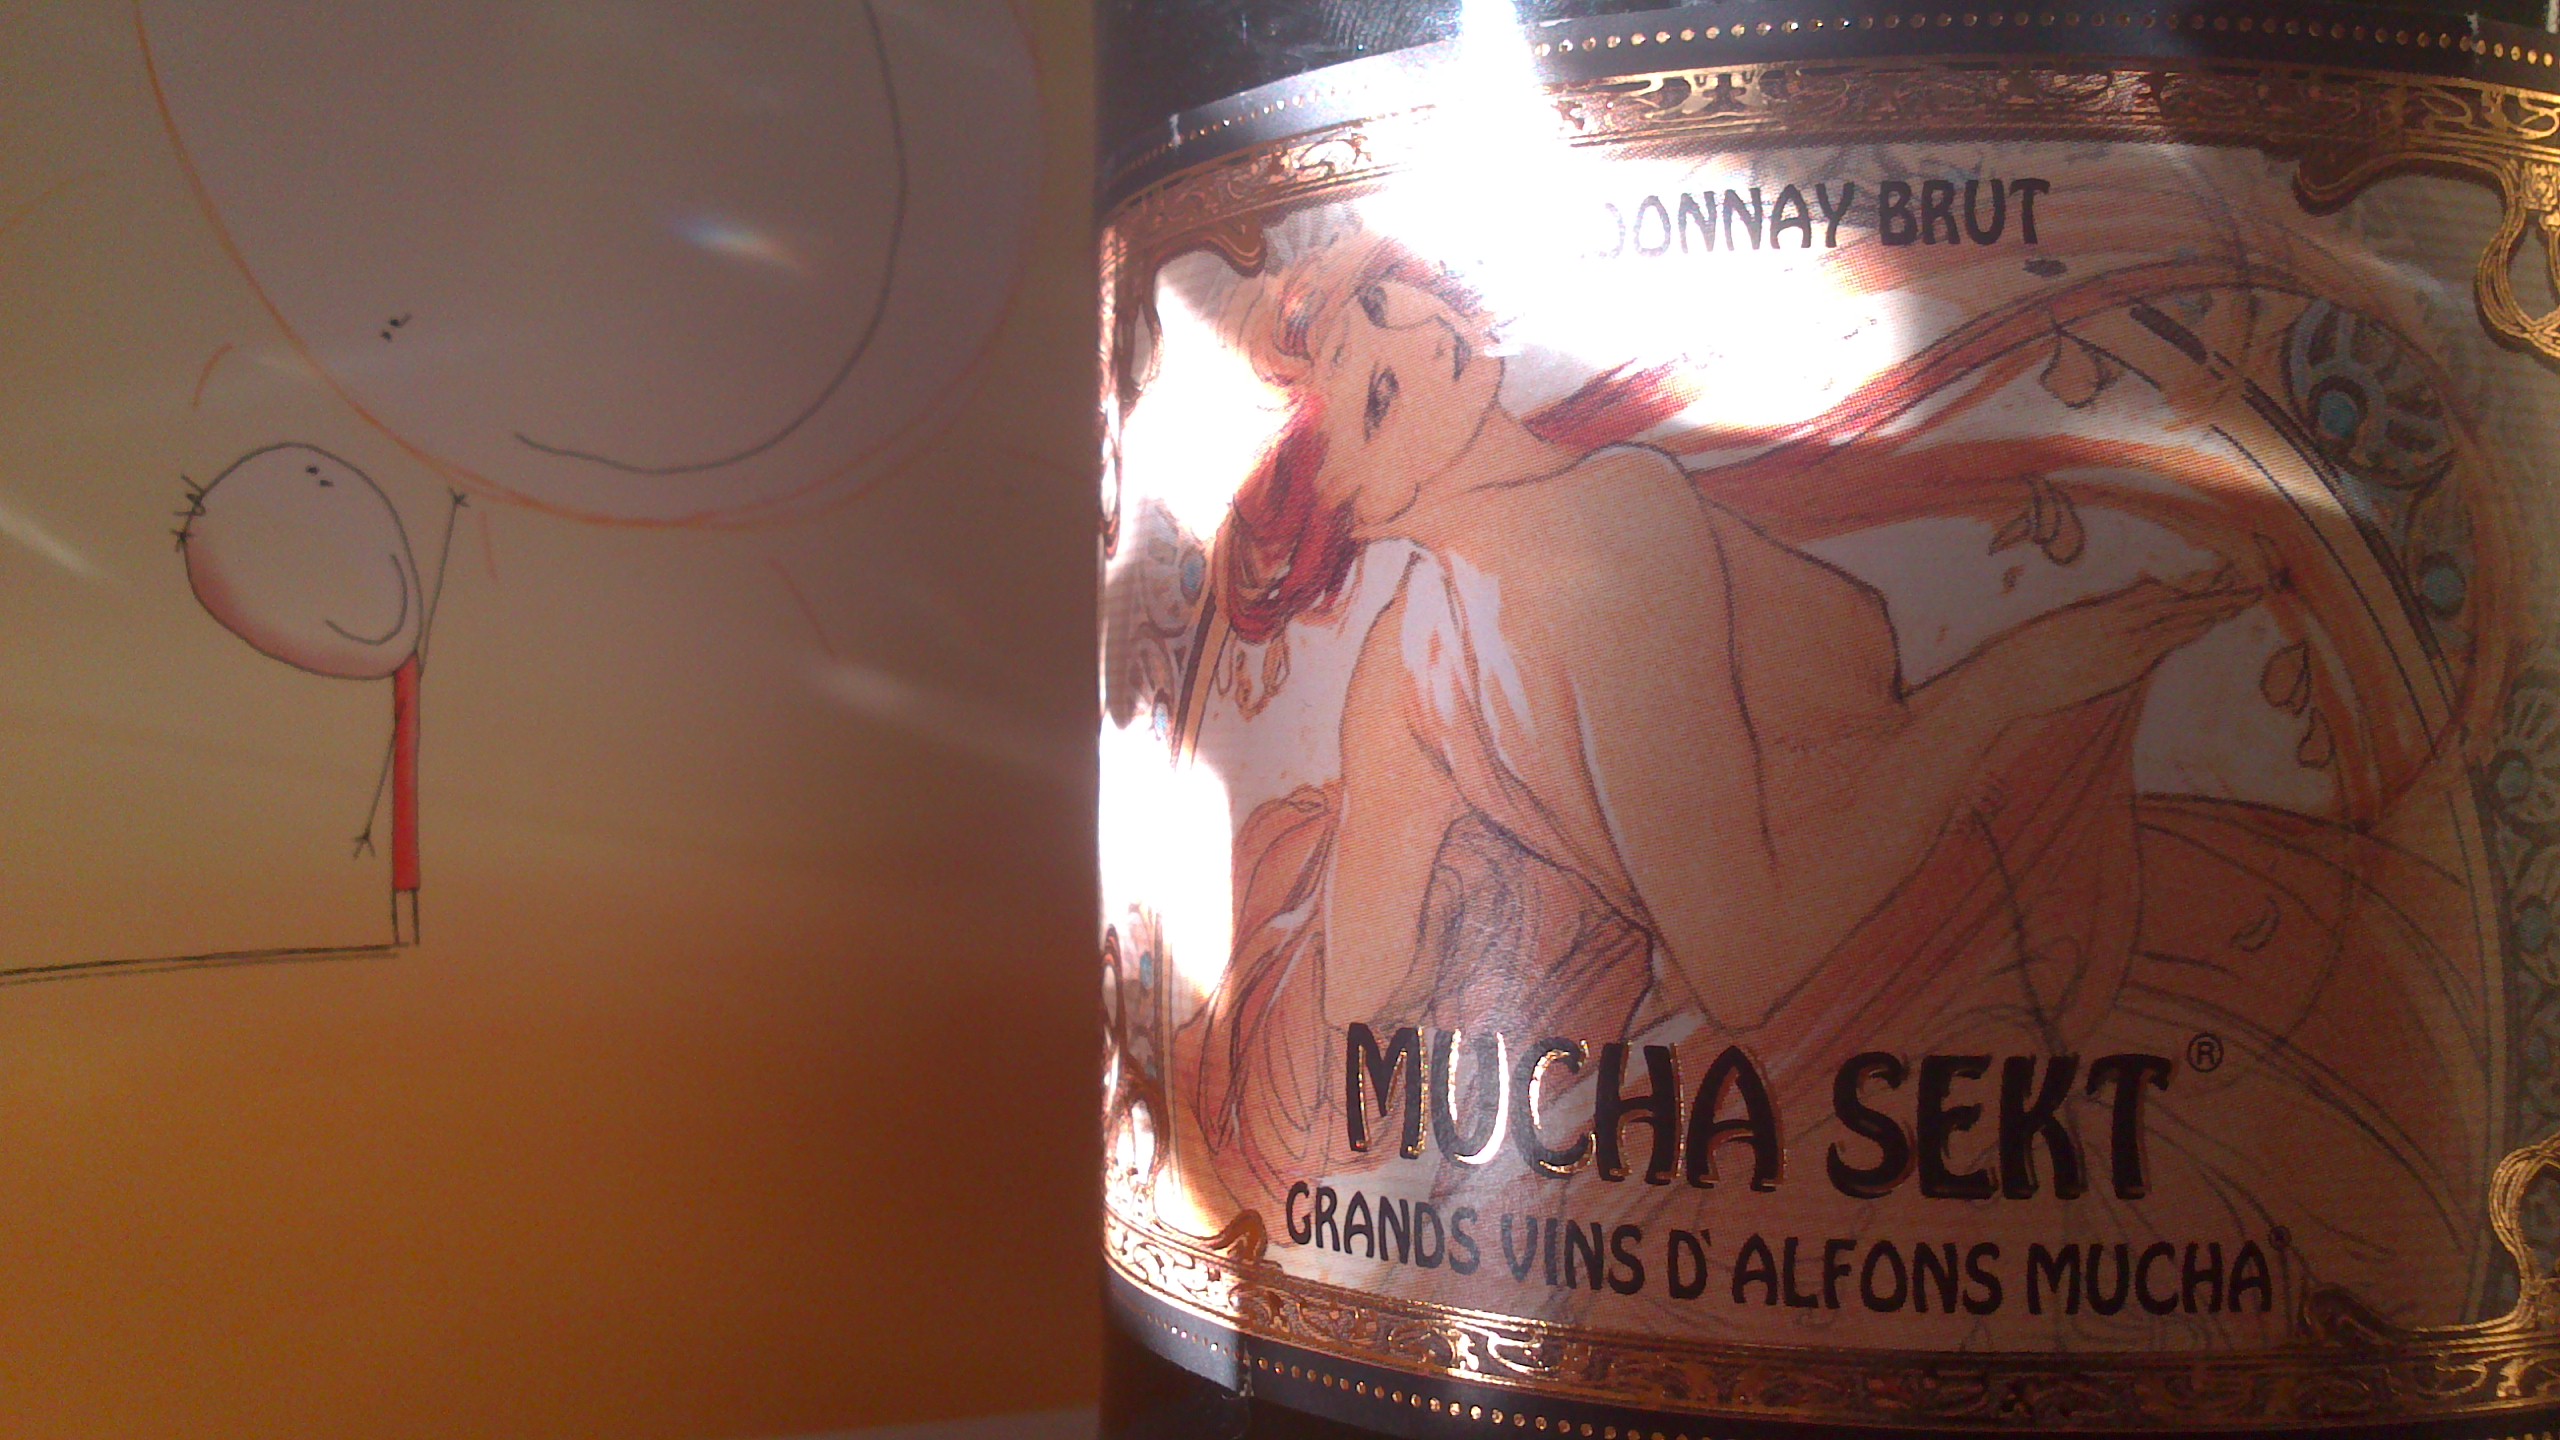 DONNAY BRUT
MUCHA SEKT®
GRANDS VINS D'ALFONS MUCHA®